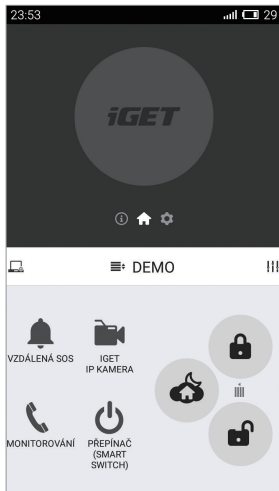 23:53
29
iGET
DEMO
VZDÁLENÁ SOS
IGET
IP KAMERA
MONITOROVÁNÍ
PŘEPÍNAČ
(SMART
SWITCH)